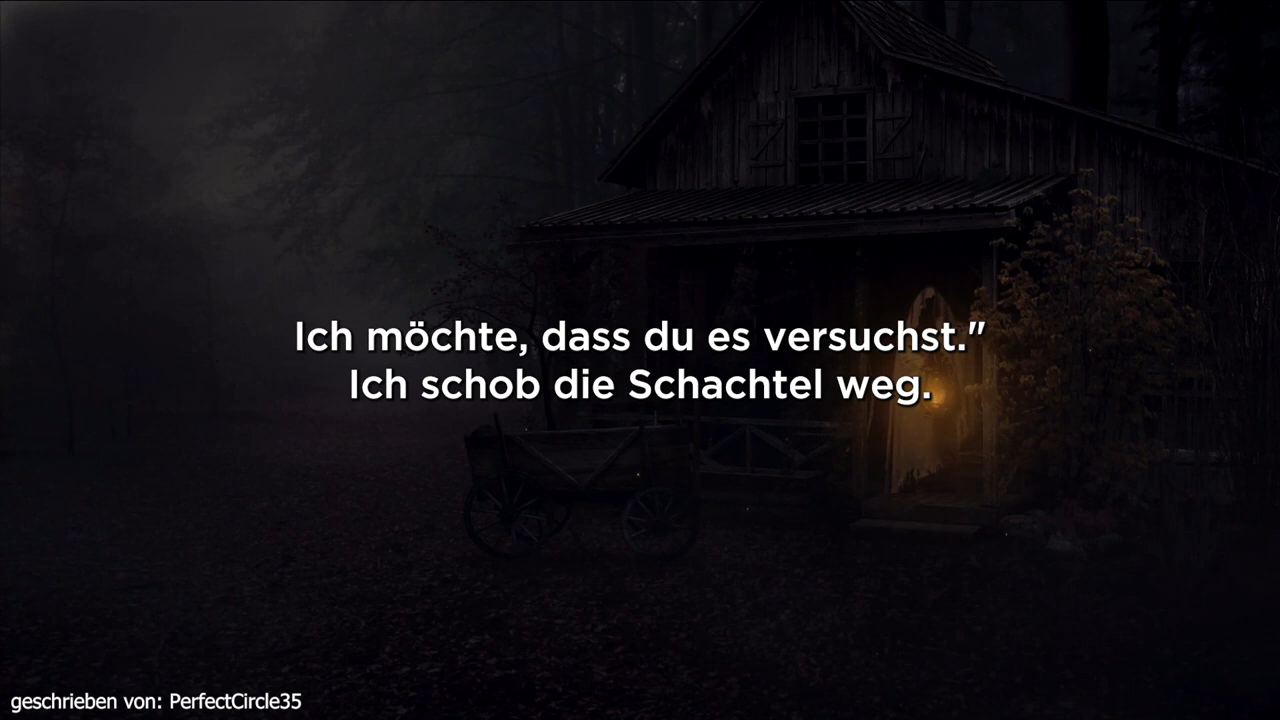 Ich möchte, dass du es versuchst."
Ich schob die Schachtel weg.
geschrieben von: PerfectCircle35